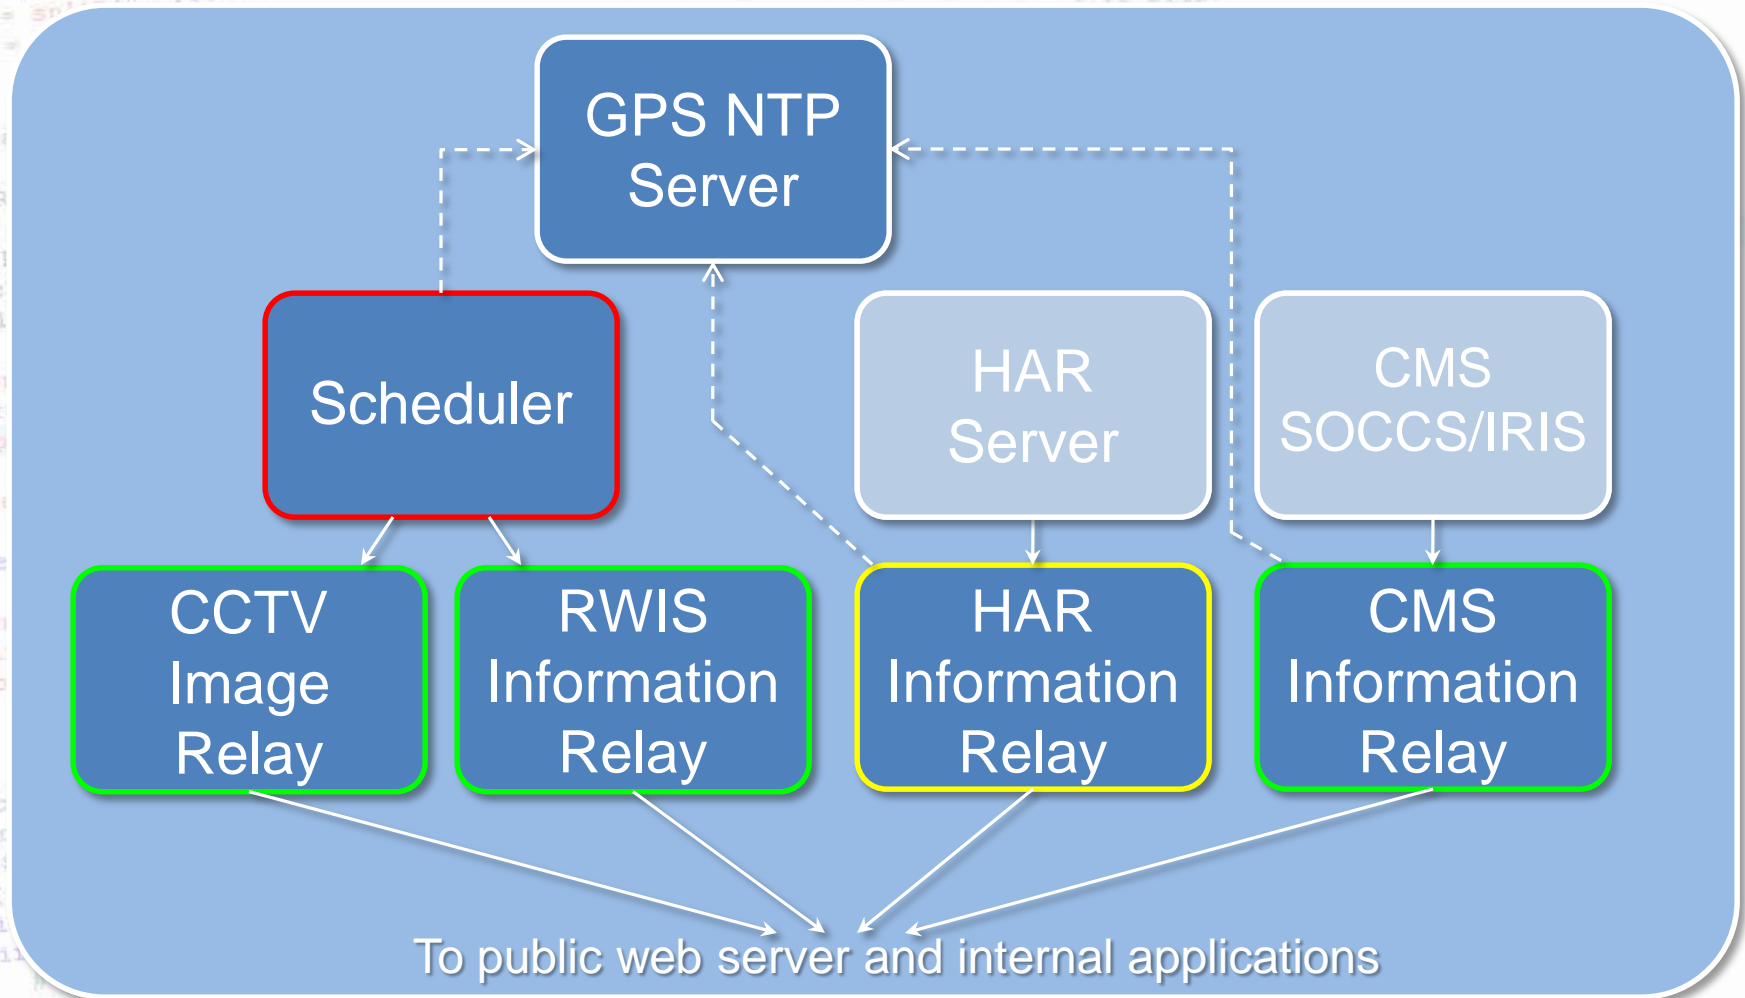 GPS NTP
Server
Scheduler
HAR
Server
CMS
SOCCS/IRIS
CCTV
Image
Relay
RWIS
Information
Relay
HAR
Information
Relay
CMS
Information
Relay
To public web server and internal applications